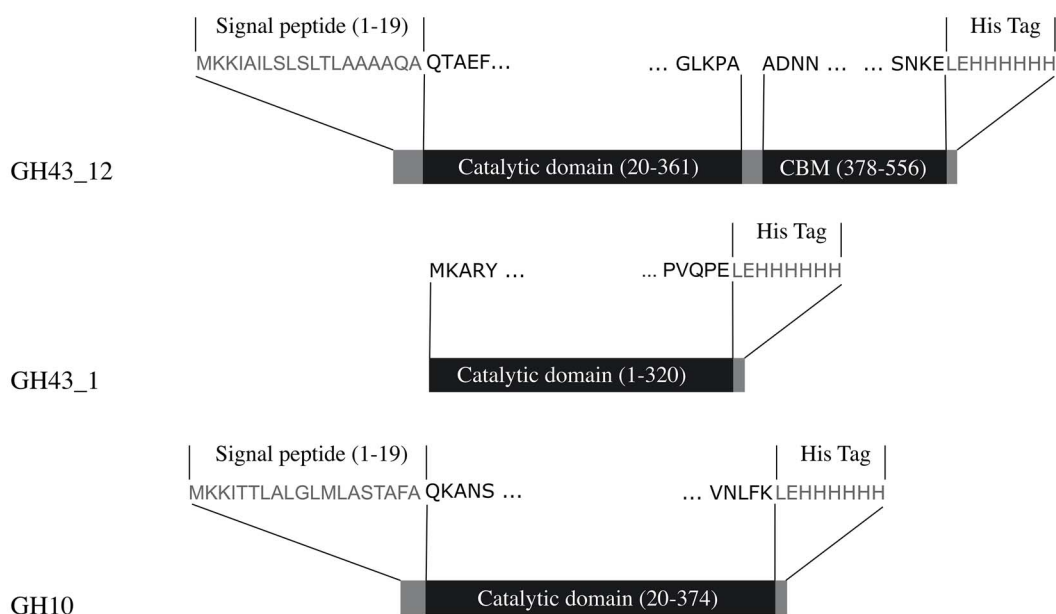 Signal peptide (1-19) His Tag
MKKIAILSLSLTLAAAAQA QTAEF... ... GLKPA ADNN ... ... SNKE LEHHHHHH
GH43_12 Catalytic domain (20-361) CBM (378-556)
His Tag
MKARY ... ... PVQPE LEHHHHHH
GH43_1 Catalytic domain (1-320)
Signal peptide (1-19) His Tag
MKKITTLALGLMLASTAFA QKANS ... ... VNLFK LEHHHHHH
GH10 Catalytic domain (20-374)